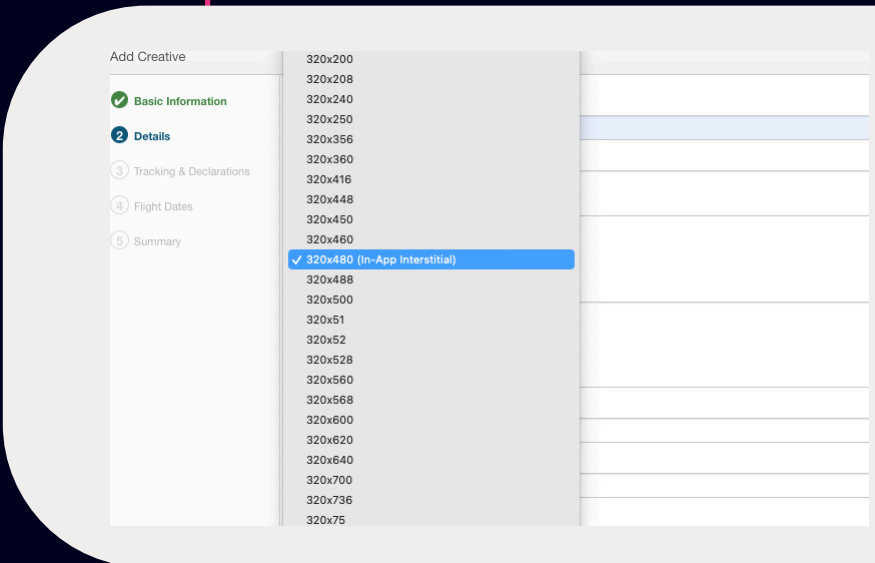 Add Creative
✓ Basic Information
2 Details
3 Tracking & Declarations
4 Flight Dates
5 Summary
320x200
320x208
320x240
320x250
320x356
320x360
320x416
320x448
320x450
320x460
✓ 320x480 (In-App Interstitial)
320x488
320x500
320x51
320x52
320x528
320x560
320x568
320x600
320x620
320x640
320x700
320x736
320x75